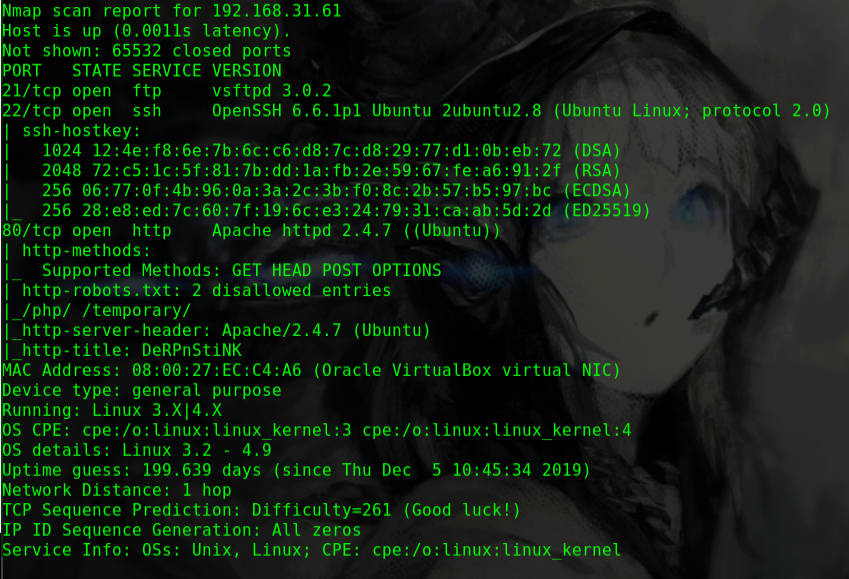 Nmap scan report for 192.168.31.61
Host is up (0.0011s latency).
Not shown: 65532 closed ports
PORT   STATE SERVICE VERSION
21/tcp open  ftp     vsftpd 3.0.2
22/tcp open  ssh     OpenSSH 6.6.1p1 Ubuntu 2ubuntu2.8 (Ubuntu Linux; protocol 2.0)
| ssh-hostkey:
|   1024 12:4e:f8:6e:7b:6c:c6:d8:7c:d8:29:77:d1:0b:eb:72 (DSA)
|   2048 72:c5:1c:5f:81:7b:dd:1a:fb:2e:59:67:fe:a6:91:2f (RSA)
|   256 06:77:0f:4b:96:0a:3a:2c:3b:f0:8c:2b:57:b5:97:bc (ECDSA)
|_  256 28:e8:ed:7c:60:7f:19:6c:e3:24:79:31:ca:ab:5d:2d (ED25519)
80/tcp open  http    Apache httpd 2.4.7 ((Ubuntu))
| http-methods:
|_  Supported Methods: GET HEAD POST OPTIONS
| http-robots.txt: 2 disallowed entries
|_/php/ /temporary/
|_http-server-header: Apache/2.4.7 (Ubuntu)
|_http-title: DeRPnStiNK
MAC Address: 08:00:27:EC:C4:A6 (Oracle VirtualBox virtual NIC)
Device type: general purpose
Running: Linux 3.X|4.X
OS CPE: cpe:/o:linux:linux_kernel:3 cpe:/o:linux:linux_kernel:4
OS details: Linux 3.2 - 4.9
Uptime guess: 199.639 days (since Thu Dec  5 10:45:34 2019)
Network Distance: 1 hop
TCP Sequence Prediction: Difficulty=261 (Good luck!)
IP ID Sequence Generation: All zeros
Service Info: OSs: Unix, Linux; CPE: cpe:/o:linux:linux_kernel